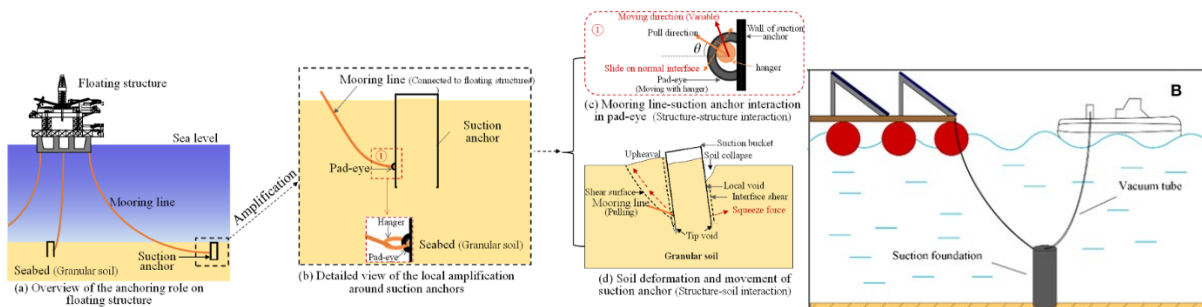 Floating structure
Sea level
Mooring line
Suction
anchor
Seabed (Granular soil)
(a) Overview of the anchoring role on
floating structure
Amplification
Mooring line (Connected to floating structures)
①
Suction
anchor
Pad-eye
Hanger
Pad-eye
Seabed (Granular soil)
(b) Detailed view of the local amplification
around suction anchors
①
Moving direction (Variable)
Pull direction
Wall of suction
anchor
θ
Slide on normal interface
hanger
Pad-eye
(Moving with hanger)
(c) Mooring line-suction anchor interaction
in pad-eye (Structure-structure interaction)
Suction bucket
Upheaval
Soil collapse
Shear surface
Local void
Interface shear
Mooring line
(Pulling)
Squeeze force
Tip void
Granular soil
(d) Soil deformation and movement of
suction anchor (Structure-soil interaction)
B
Vacuum tube
Suction foundation